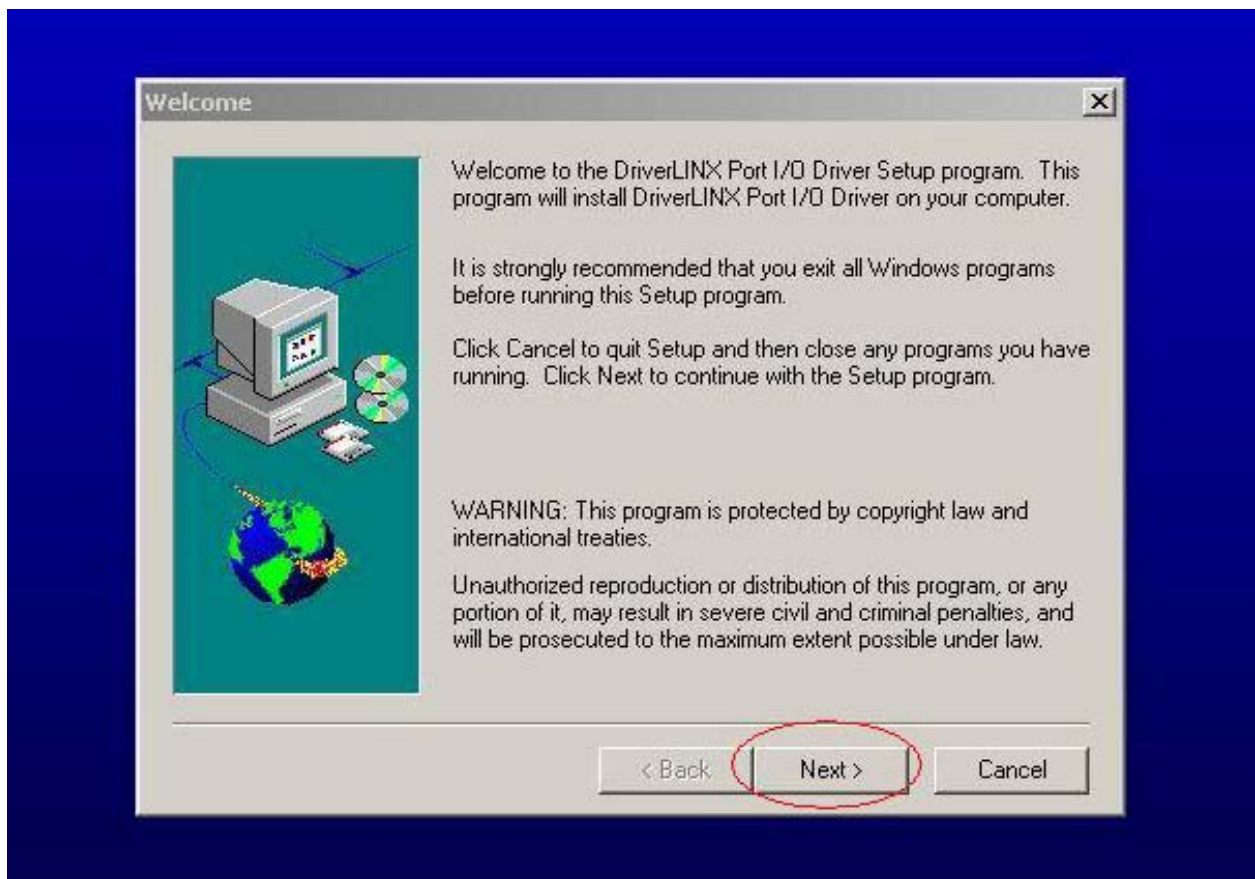 Welcome
Welcome to the DriverLINX Port I/O Driver Setup program.  This
program will install DriverLINX Port I/O Driver on your computer.
It is strongly recommended that you exit all Windows programs
before running this Setup program.
Click Cancel to quit Setup and then close any programs you have
running.  Click Next to continue with the Setup program.
WARNING: This program is protected by copyright law and
international treaties.
Unauthorized reproduction or distribution of this program, or any
portion of it, may result in severe civil and criminal penalties, and
will be prosecuted to the maximum extent possible under law.
< Back
Next >
Cancel